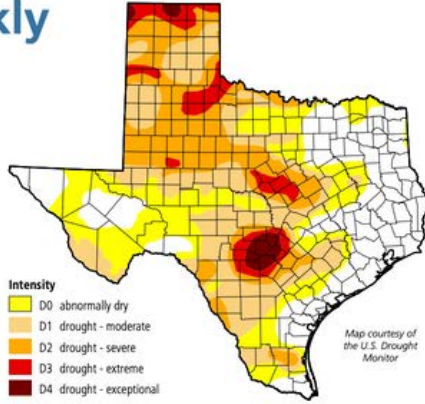 kly
Intensity
D0 abnormally dry
D1 drought - moderate
D2 drought - severe
D3 drought - extreme
D4 drought - exceptional
Map courtesy of
the U.S. Drought
Monitor